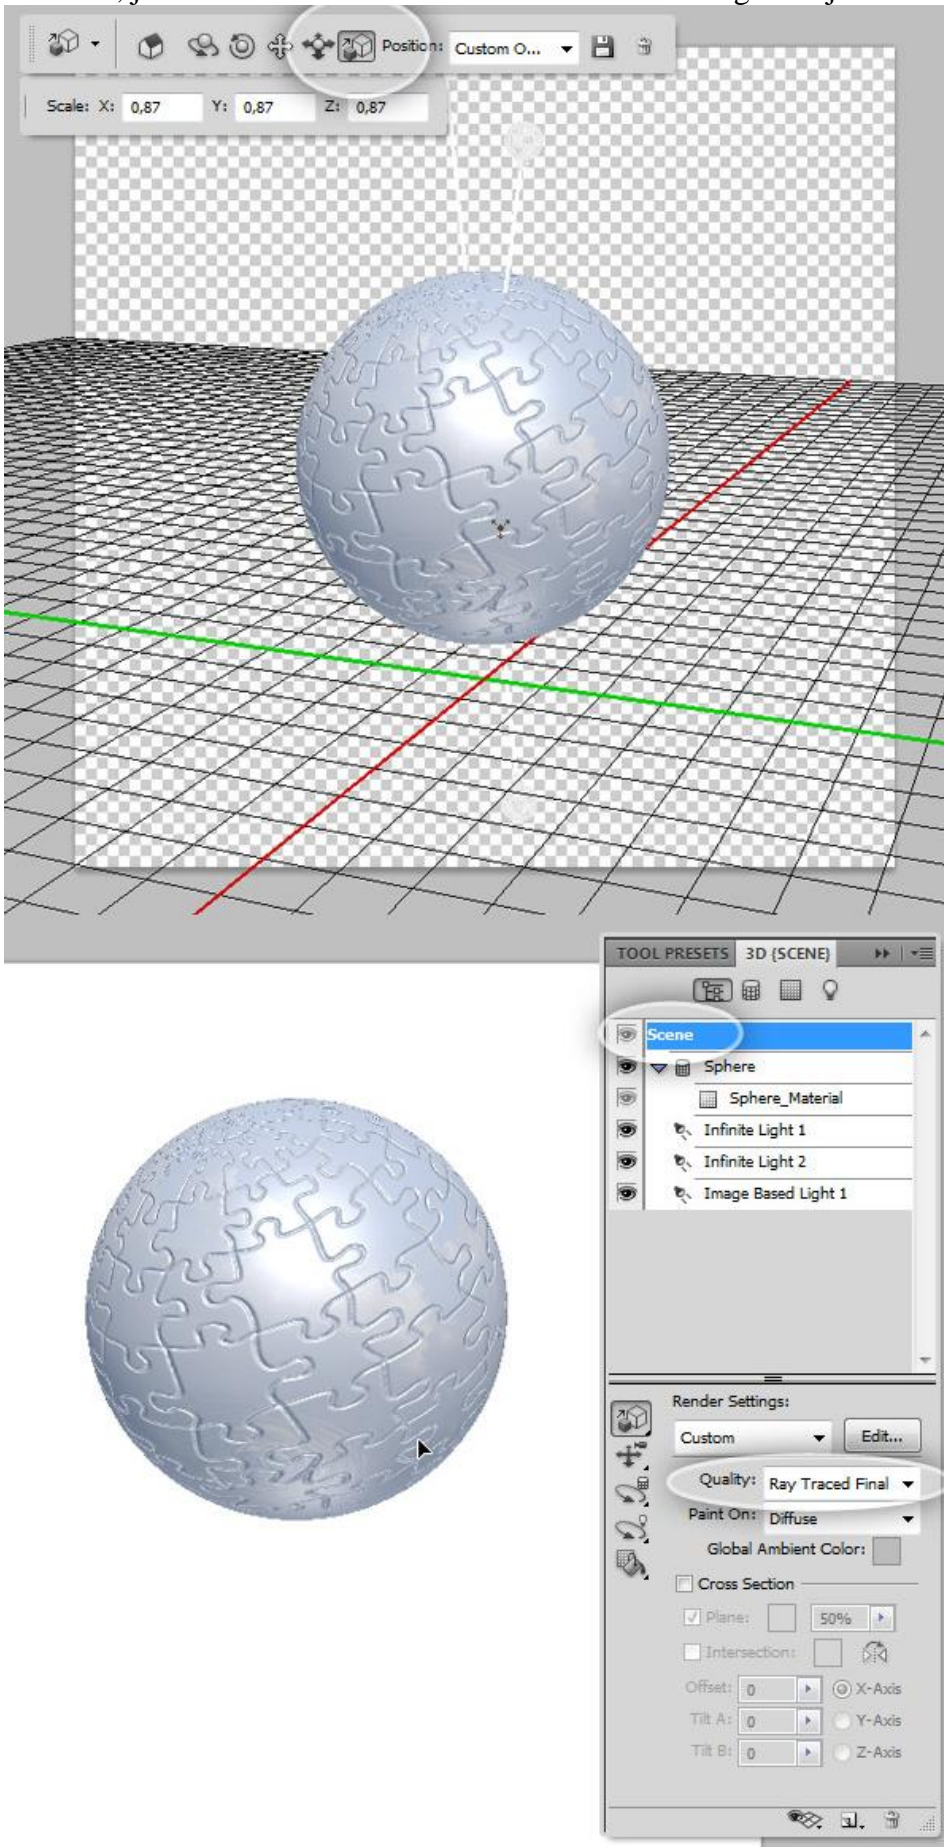 Position: Custom O...
Scale: X: 0,87 Y: 0,87 Z: 0,87
TOOL PRESETS 3D {SCENE}
Scene
Sphere
Sphere_Material
Infinite Light 1
Infinite Light 2
Image Based Light 1
Render Settings:
Custom Edit...
Quality: Ray Traced Final
Paint On: Diffuse
Global Ambient Color:
Cross Section
Plane: 50%
Intersection:
Offset: 0 X-Axis
Tilt A: 0 Y-Axis
Tilt B: 0 Z-Axis